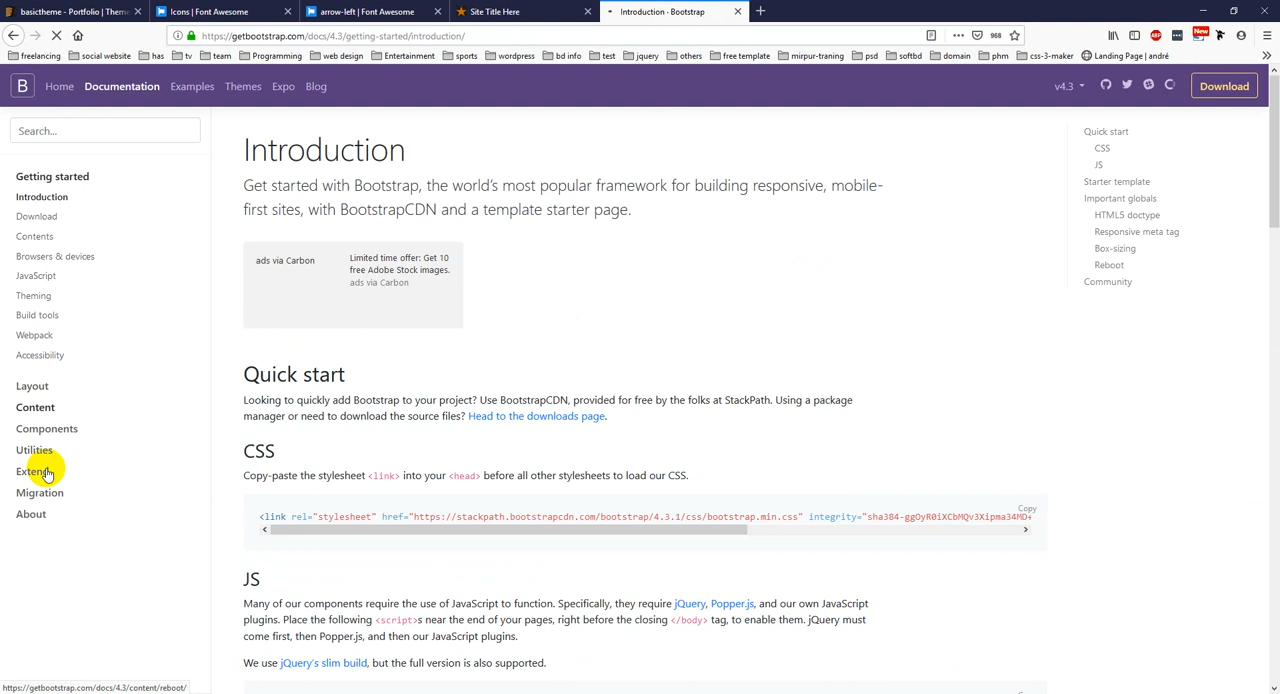 basictheme - Portfolio | Them
Icons | Font Awesome
arrow-left | Font Awesome
Site Title Here
Introduction · Bootstrap
https://getbootstrap.com/docs/4.3/getting-started/introduction/
968
New
freelancing
social website
has
tv
team
Programming
web design
Entertainment
sports
wordpress
bd info
test
jquery
others
free template
mirpur-traning
psd
softbd
domain
phm
css-3-maker
Landing Page | andré
B
Home
Documentation
Examples
Themes
Expo
Blog
v4.3
Download
Search...
Getting started
Introduction
Download
Contents
Browsers & devices
JavaScript
Theming
Build tools
Webpack
Accessibility
Layout
Content
Components
Utilities
Extend
Migration
About
Introduction
Get started with Bootstrap, the world’s most popular framework for building responsive, mobile-
first sites, with BootstrapCDN and a template starter page.
ads via Carbon
Limited time offer: Get 10
free Adobe Stock images.
ads via Carbon
Quick start
Looking to quickly add Bootstrap to your project? Use BootstrapCDN, provided for free by the folks at StackPath. Using a package
manager or need to download the source files? Head to the downloads page.
CSS
Copy-paste the stylesheet <link> into your <head> before all other stylesheets to load our CSS.
Copy
<link rel="stylesheet" href="https://stackpath.bootstrapcdn.com/bootstrap/4.3.1/css/bootstrap.min.css" integrity="sha384-ggOyR0iXCbMQv3Xipma34MD+
JS
Many of our components require the use of JavaScript to function. Specifically, they require jQuery, Popper.js, and our own JavaScript
plugins. Place the following <script>s near the end of your pages, right before the closing </body> tag, to enable them. jQuery must
come first, then Popper.js, and then our JavaScript plugins.
We use jQuery’s slim build, but the full version is also supported.
Quick start
CSS
JS
Starter template
Important globals
HTML5 doctype
Responsive meta tag
Box-sizing
Reboot
Community
https://getbootstrap.com/docs/4.3/content/reboot/